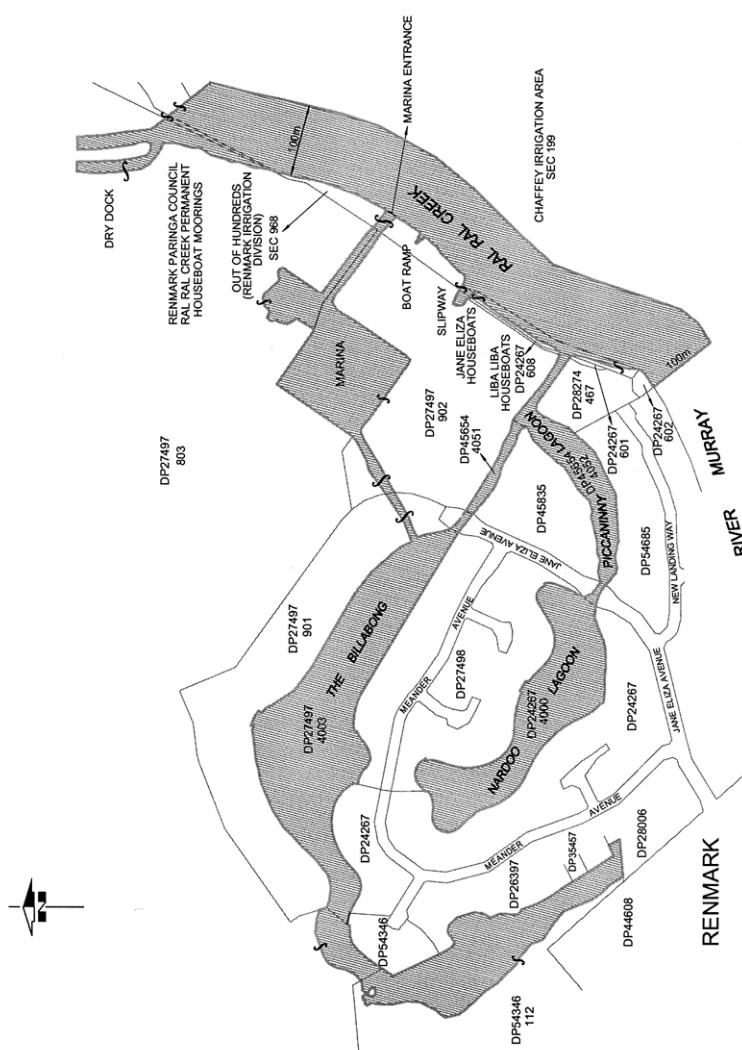 DRY DOCK
RENMARK PARINGA COUNCIL
RAL RAL CREEK PERMANENT
HOUSEBOAT MOORINGS
OUT OF HUNDREDS
(RENMARK IRRIGATION
DIVISION)
SEC 968
100m
MARINA ENTRANCE
CHAFFEY IRRIGATION AREA
SEC 199
RAL RAL CREEK
BOAT RAMP
SLIPWAY
JANE ELIZA
HOUSEBOATS
LIBA LIBA
HOUSEBOATS
DP24267
608
MARINA
DP27497
803
DP27497
902
DP45654
4051
DP28274
467
DP24267
601
DP24267
602
100m
RIVER
MURRAY
PICCANINNY LAGOON
DP45654
4052
DP45835
DP54685
NEW LANDING WAY
JANE ELIZA AVENUE
JANE ELIZA AVENUE
DP27497
901
THE BILLABONG
DP27497
4003
MEANDER
AVENUE
DP27498
NARDOO LAGOON
DP24267
4000
DP24267
DP24267
MEANDER
AVENUE
DP26397
DP35457
DP28006
DP44608
DP54346
DP54346
112
RENMARK
N